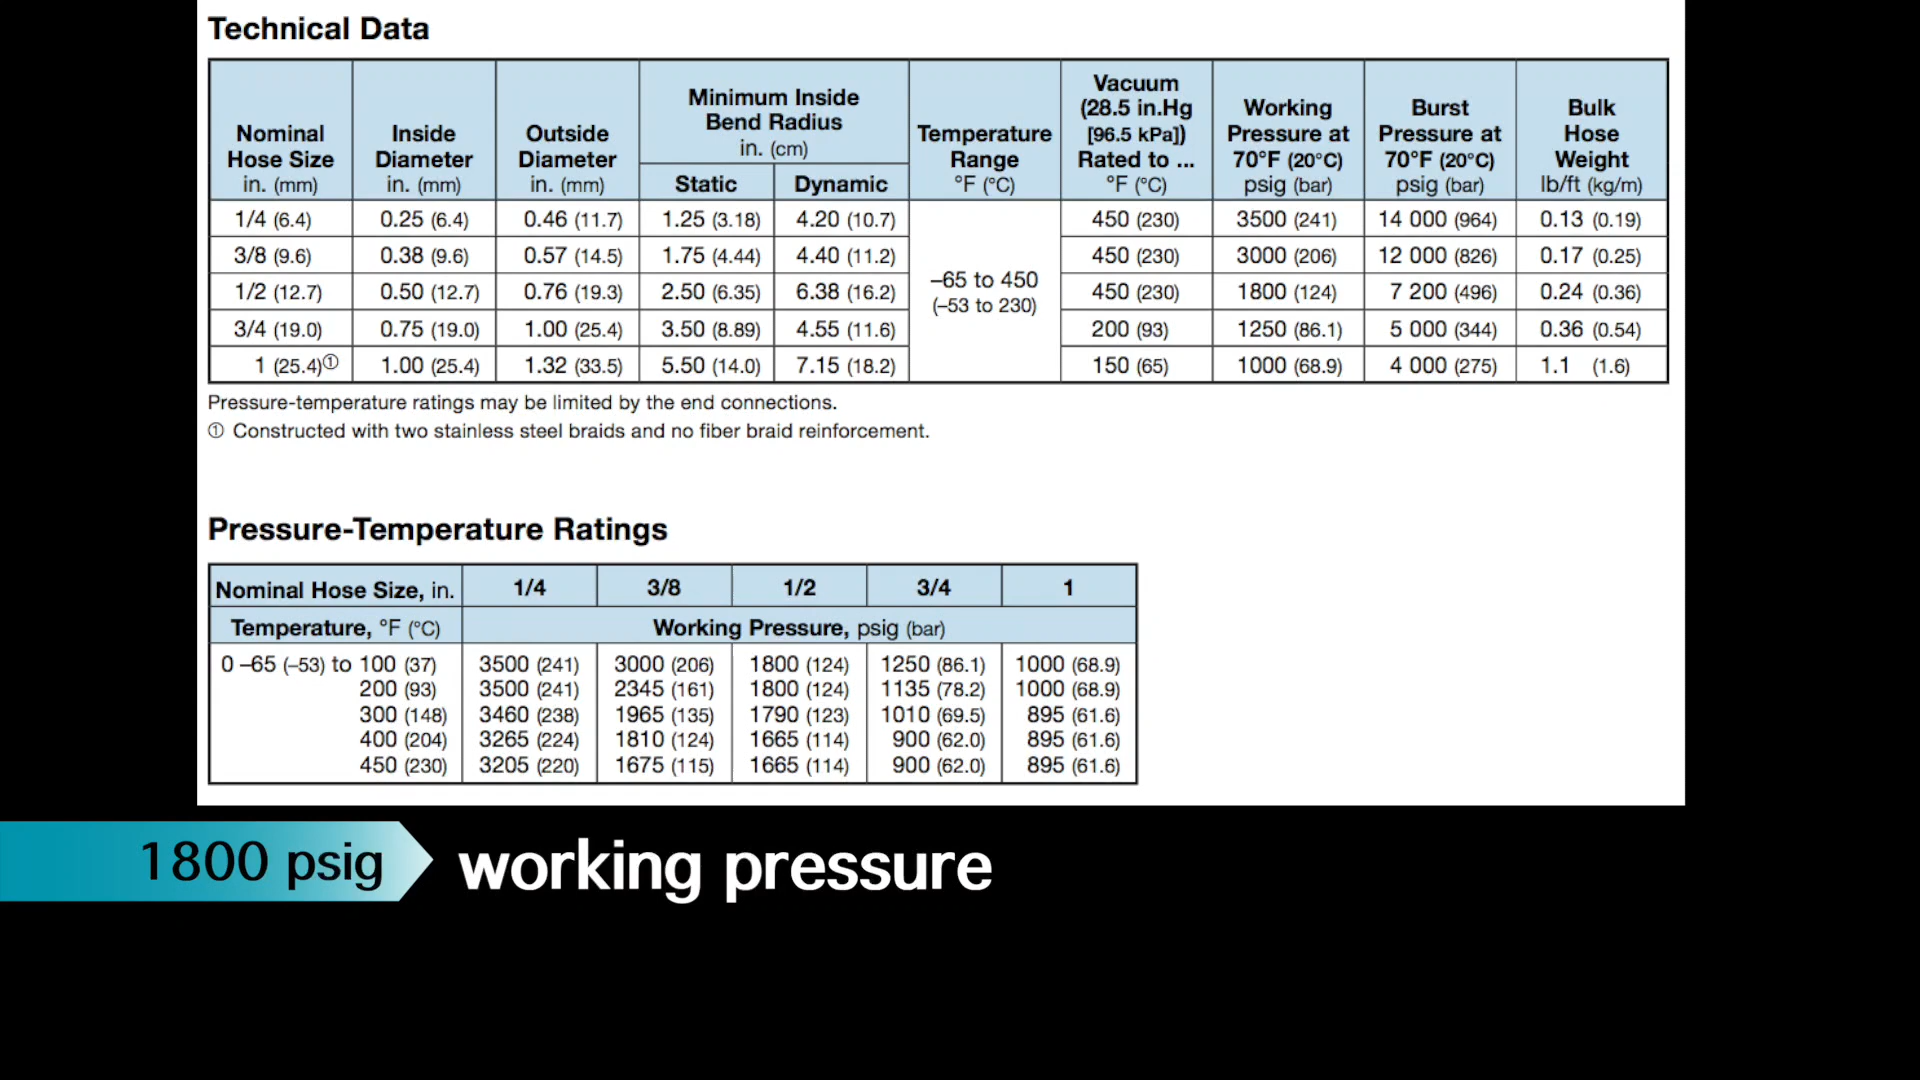 Technical Data
Nominal Hose Size in. (mm) Inside Diameter in. (mm) Outside Diameter in. (mm) Minimum Inside Bend Radius in. (cm) Temperature Range °F (°C) Vacuum (28.5 in.Hg [96.5 kPa]) Rated to ... °F (°C) Working Pressure at 70°F (20°C) psig (bar) Burst Pressure at 70°F (20°C) psig (bar) Bulk Hose Weight lb/ft (kg/m)
Static Dynamic
1/4 (6.4) 0.25 (6.4) 0.46 (11.7) 1.25 (3.18) 4.20 (10.7) 450 (230) 3500 (241) 14 000 (964) 0.13 (0.19)
3/8 (9.6) 0.38 (9.6) 0.57 (14.5) 1.75 (4.44) 4.40 (11.2) 450 (230) 3000 (206) 12 000 (826) 0.17 (0.25)
–65 to 450
(–53 to 230)
1/2 (12.7) 0.50 (12.7) 0.76 (19.3) 2.50 (6.35) 6.38 (16.2) 450 (230) 1800 (124) 7 200 (496) 0.24 (0.36)
3/4 (19.0) 0.75 (19.0) 1.00 (25.4) 3.50 (8.89) 4.55 (11.6) 200 (93) 1250 (86.1) 5 000 (344) 0.36 (0.54)
1 (25.4)① 1.00 (25.4) 1.32 (33.5) 5.50 (14.0) 7.15 (18.2) 150 (65) 1000 (68.9) 4 000 (275) 1.1 (1.6)
Pressure-temperature ratings may be limited by the end connections.
① Constructed with two stainless steel braids and no fiber braid reinforcement.
Pressure-Temperature Ratings
Nominal Hose Size, in. 1/4 3/8 1/2 3/4 1
Temperature, °F (°C) Working Pressure, psig (bar)
0 –65 (–53) to 100 (37) 3500 (241) 3000 (206) 1800 (124) 1250 (86.1) 1000 (68.9)
200 (93) 3500 (241) 2345 (161) 1800 (124) 1135 (78.2) 1000 (68.9)
300 (148) 3460 (238) 1965 (135) 1790 (123) 1010 (69.5) 895 (61.6)
400 (204) 3265 (224) 1810 (124) 1665 (114) 900 (62.0) 895 (61.6)
450 (230) 3205 (220) 1675 (115) 1665 (114) 900 (62.0) 895 (61.6)
1800 psig working pressure